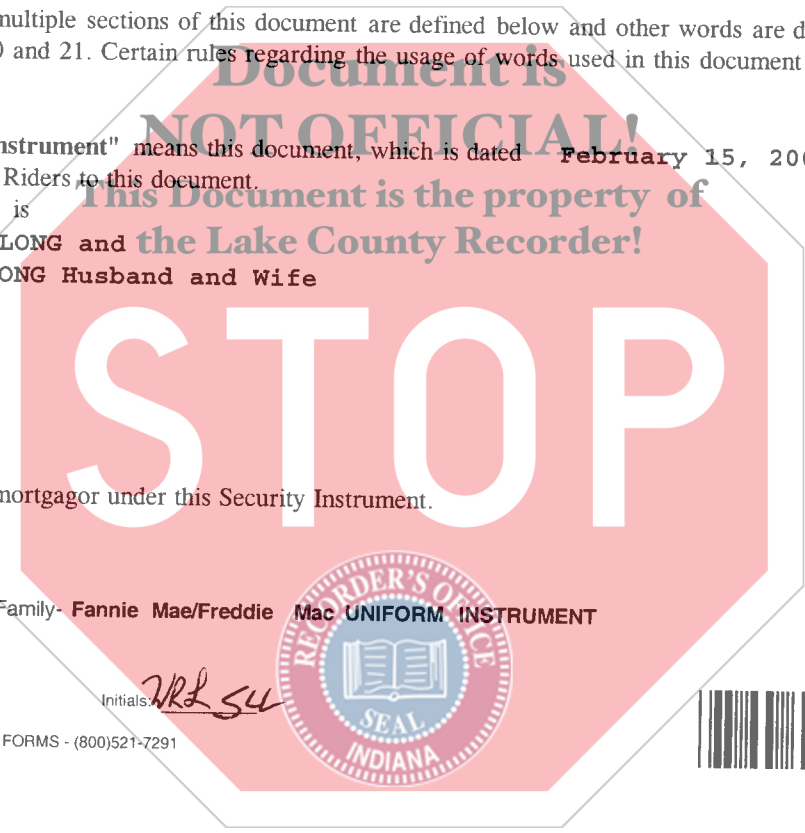 multiple sections of this document are defined below and other words are
and 21. Certain rules regarding the usage of words used in this document
Document is
NOT OFFICIAL!
strument" means this document, which is dated February 15, 200
Riders to this document.
This Document is the property of
is
LONG and
the Lake County Recorder!
ONG Husband and Wife
STOP
mortgagor under this Security Instrument.
Family- Fannie Mae/Freddie Mac UNIFORM INSTRUMENT
RECORDER'S OFFICE
SEAL
INDIANA
Initials: VRL SLL
FORMS - (800)521-7291